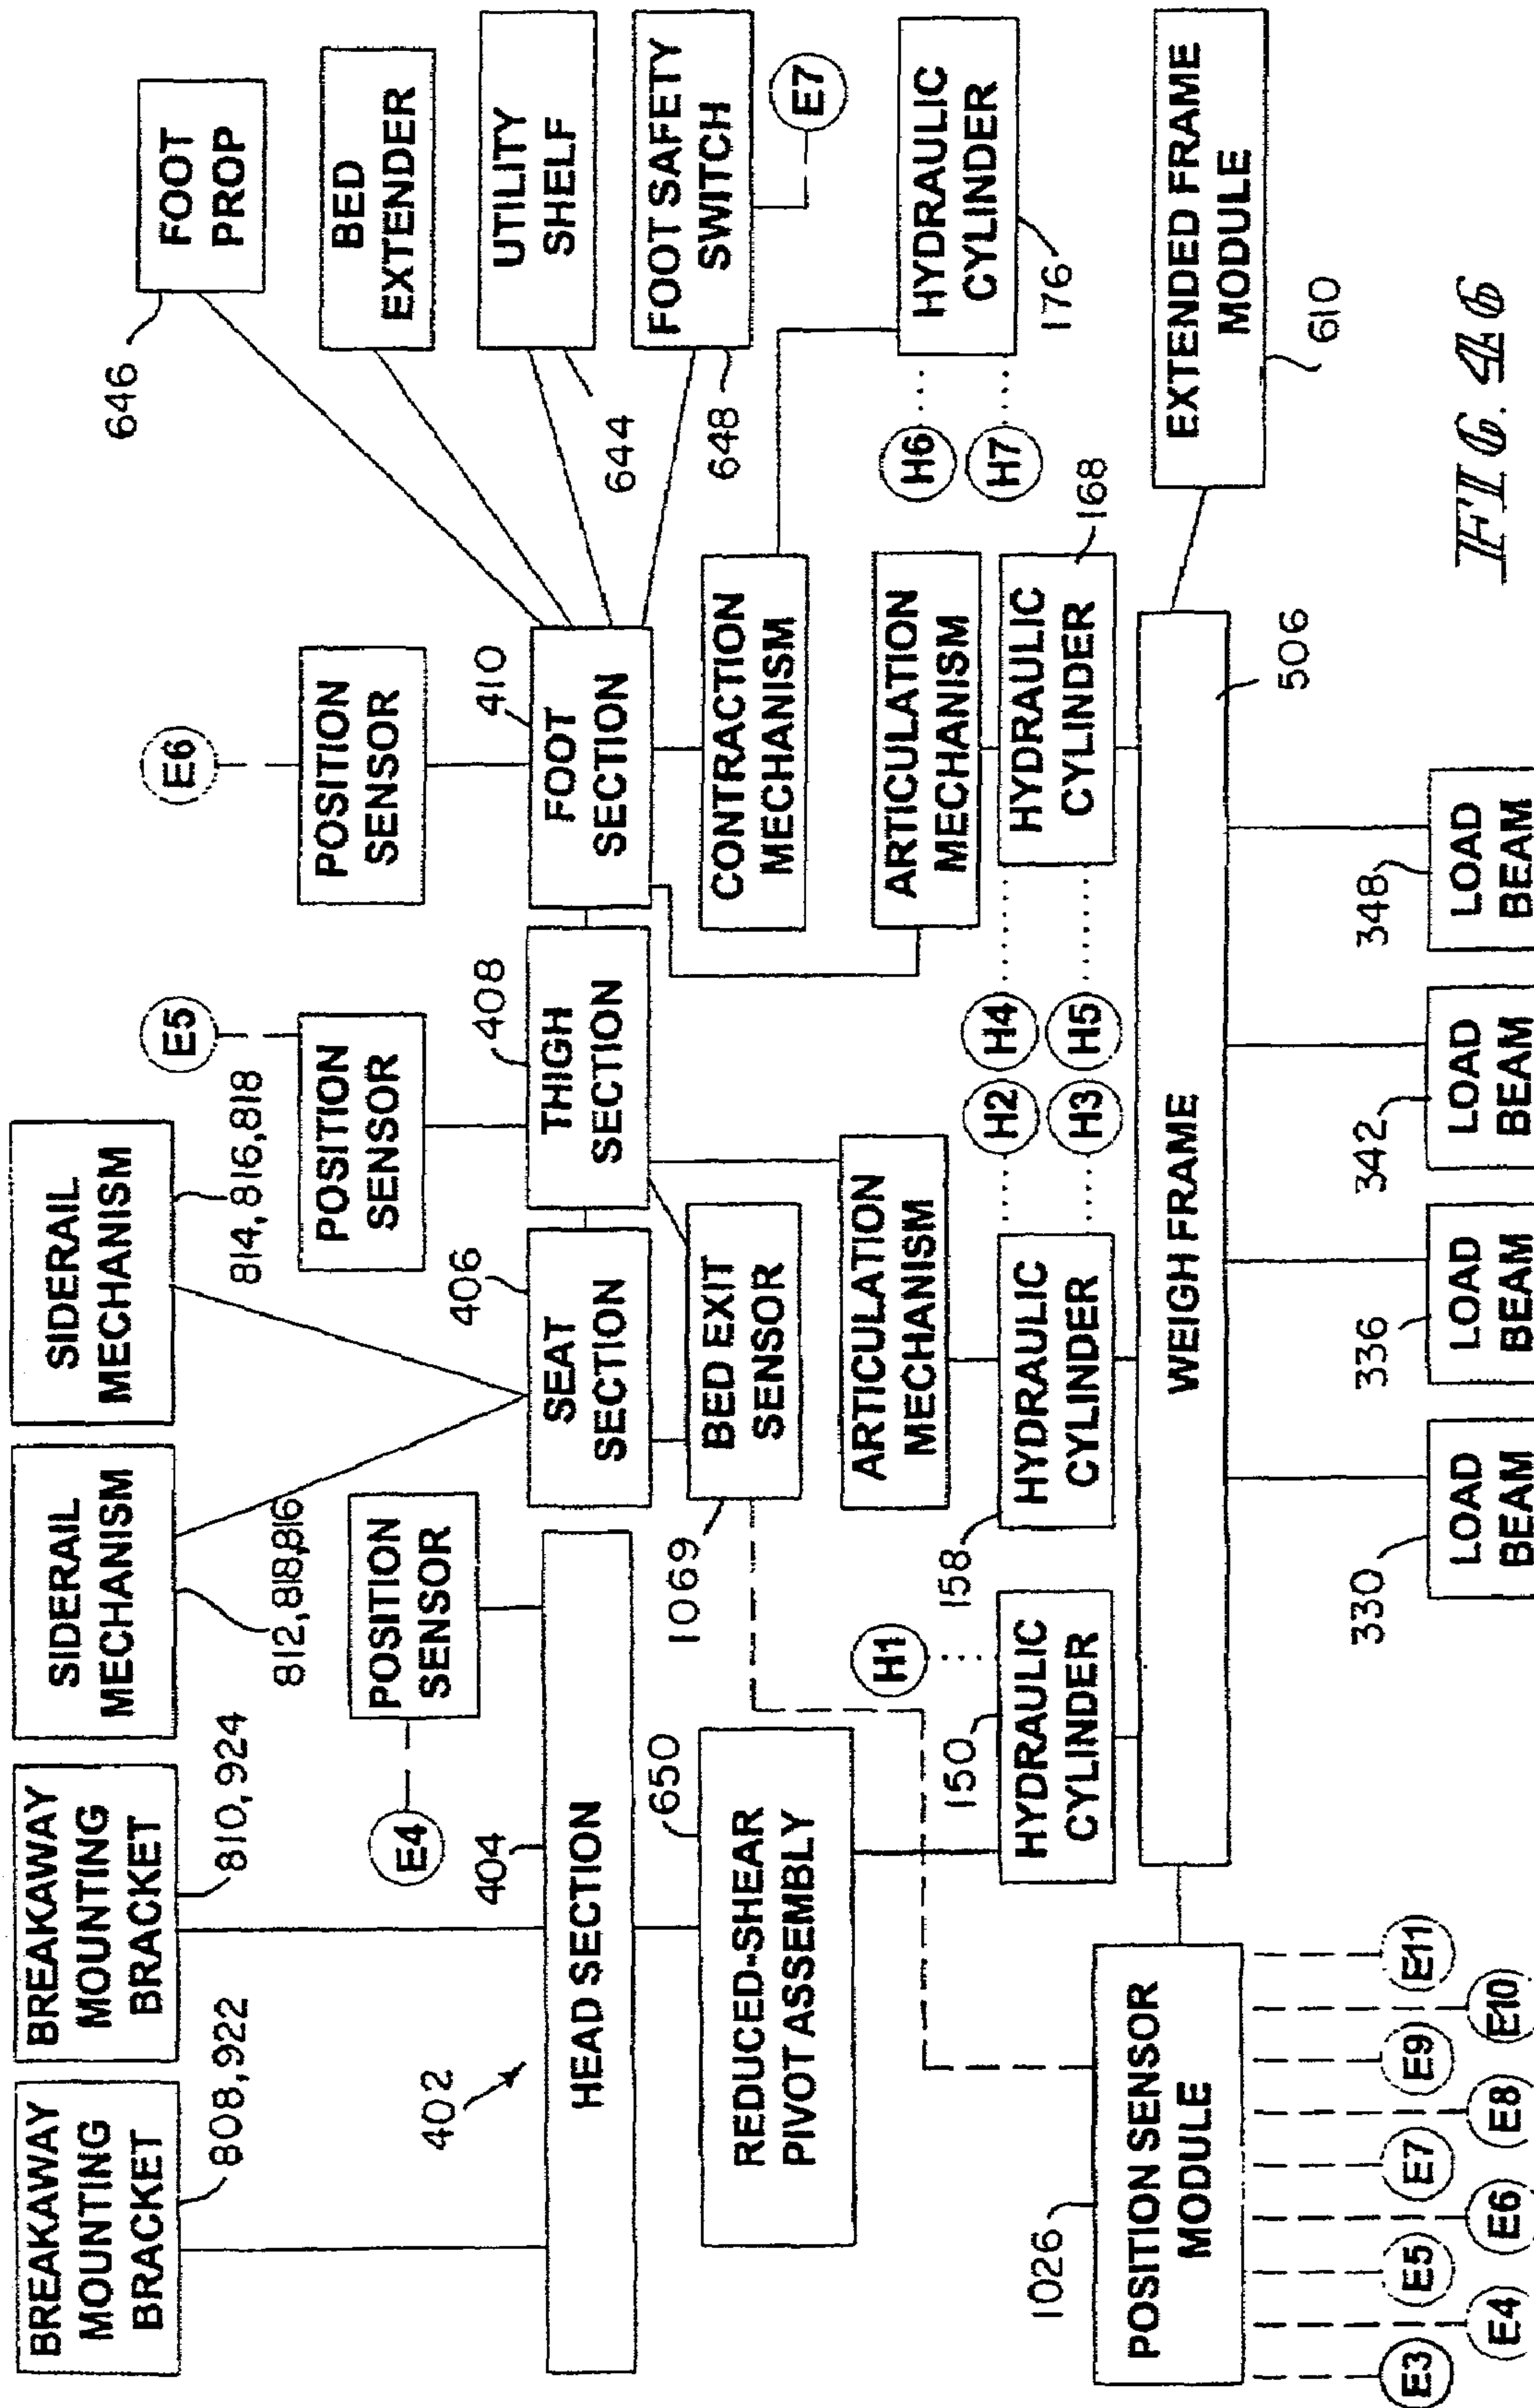 BREAKAWAY
MOUNTING
BRACKET
808,922
BREAKAWAY
MOUNTING
BRACKET
810,924
SIDERAIL
MECHANISM
812,818,816
SIDERAIL
MECHANISM
814,816,818
402
HEAD SECTION
404
E4
POSITION
SENSOR
SEAT
SECTION
406
POSITION
SENSOR
E5
THIGH
SECTION
408
POSITION
SENSOR
E6
FOOT
SECTION
410
FOOT
PROP
646
BED
EXTENDER
UTILITY
SHELF
644
FOOT SAFETY
SWITCH
648
E7
REDUCED-SHEAR
PIVOT ASSEMBLY
650
BED EXIT
SENSOR
1069
CONTRACTION
MECHANISM
HYDRAULIC
CYLINDER
176
H6
H7
ARTICULATION
MECHANISM
ARTICULATION
MECHANISM
H1
HYDRAULIC
CYLINDER
150
HYDRAULIC
CYLINDER
158
H2
H4
H3
H5
HYDRAULIC
CYLINDER
168
POSITION SENSOR
MODULE
1026
WEIGH FRAME
506
EXTENDED FRAME
MODULE
610
E3
E4
E5
E6
E7
E8
E9
E10
E11
330
LOAD
BEAM
336
LOAD
BEAM
342
LOAD
BEAM
348
LOAD
BEAM
FIG. 46